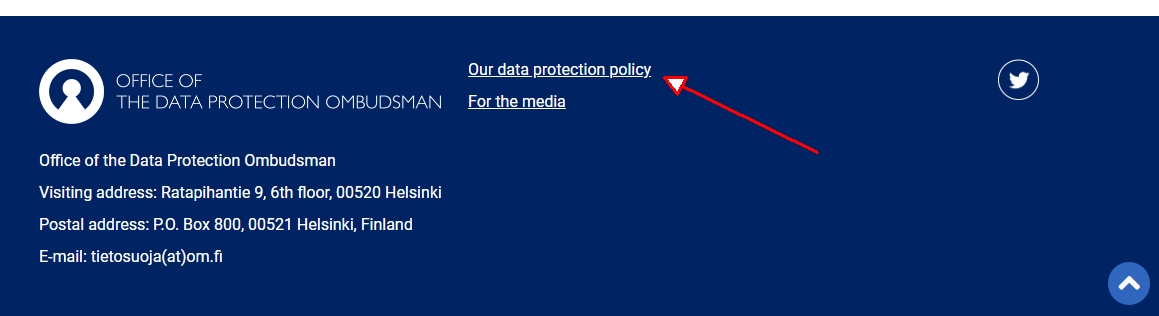 OFFICE OF
THE DATA PROTECTION OMBUDSMAN
Office of the Data Protection Ombudsman
Visiting address: Ratapihantie 9, 6th floor, 00520 Helsinki
Postal address: P.O. Box 800, 00521 Helsinki, Finland
E-mail: tietosuoja(at)om.fi
Our data protection policy
For the media